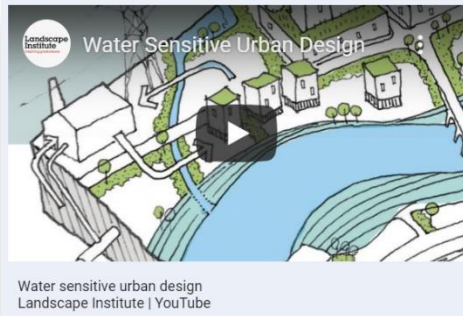 Landscape
Institute
Water Sensitive Urban Design
Water sensitive urban design
Landscape Institute | YouTube